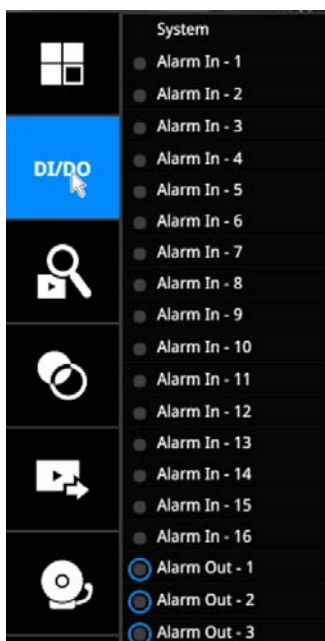 System
Alarm In - 1
Alarm In - 2
Alarm In - 3
Alarm In - 4
DI/DO
Alarm In - 5
Alarm In - 6
Alarm In - 7
Alarm In - 8
Alarm In - 9
Alarm In - 10
Alarm In - 11
Alarm In - 12
Alarm In - 13
Alarm In - 14
Alarm In - 15
Alarm In - 16
Alarm Out - 1
Alarm Out - 2
Alarm Out - 3